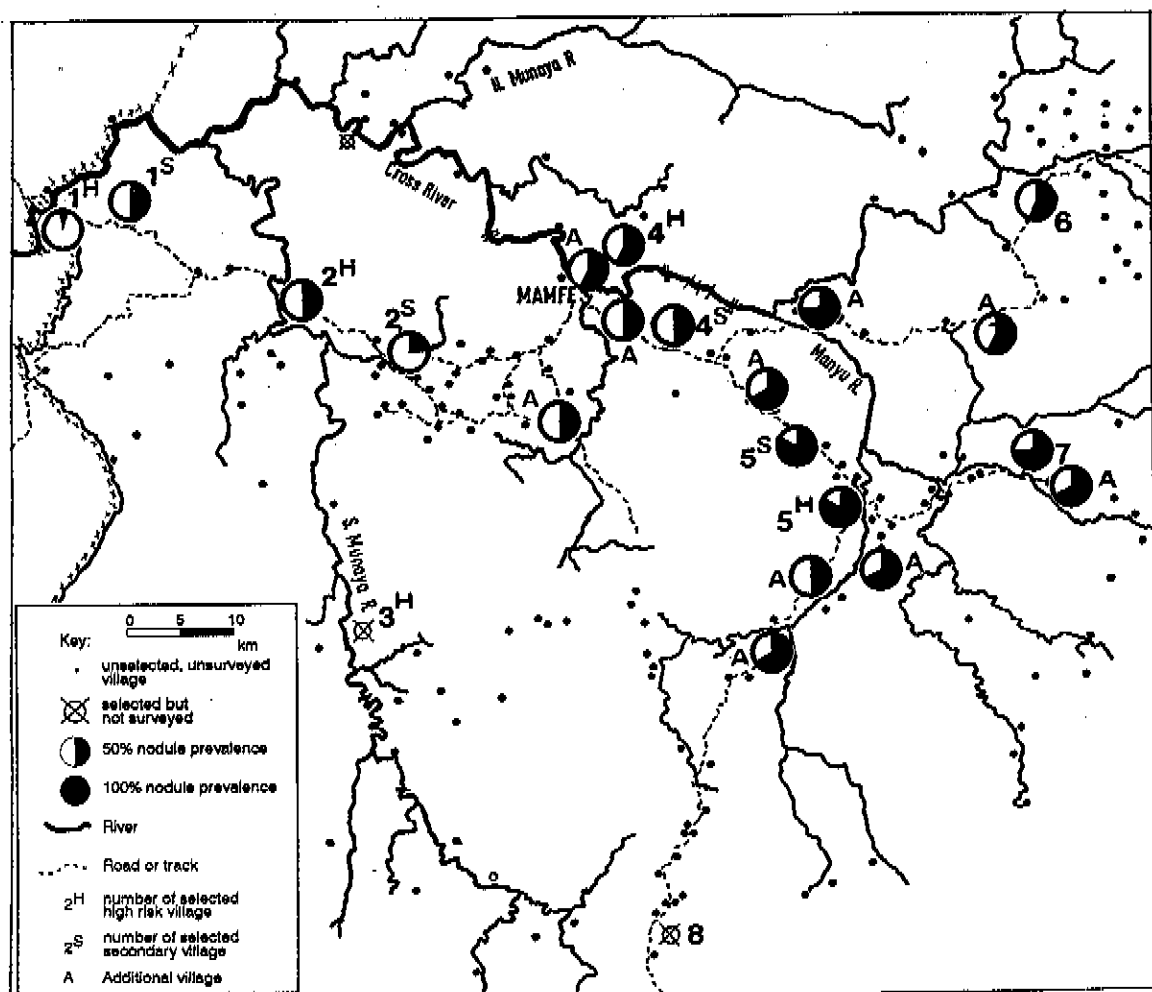 N. Munaya R
Cross River
1H
1S
2H
2S
A
4H
MAMFE
A
4S
A
6
A
Manyu R.
A
A
5S
7
A
5H
A
A
A
S. Munaya R.
3H
8
Key:
0 5 10
km
unselected, unsurveyed
village
selected but
not surveyed
50% nodule prevalence
100% nodule prevalence
River
Road or track
2H number of selected
high risk village
2S number of selected
secondary village
A Additional village